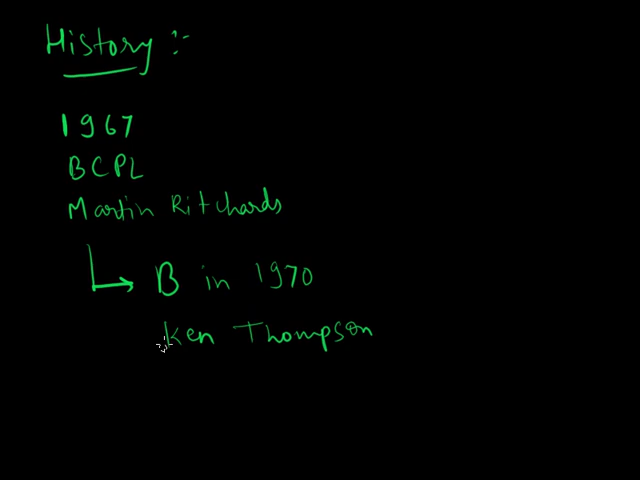 History :-
1967
BCPL
Martin Ritchards
B in 1970
Ken Thompson